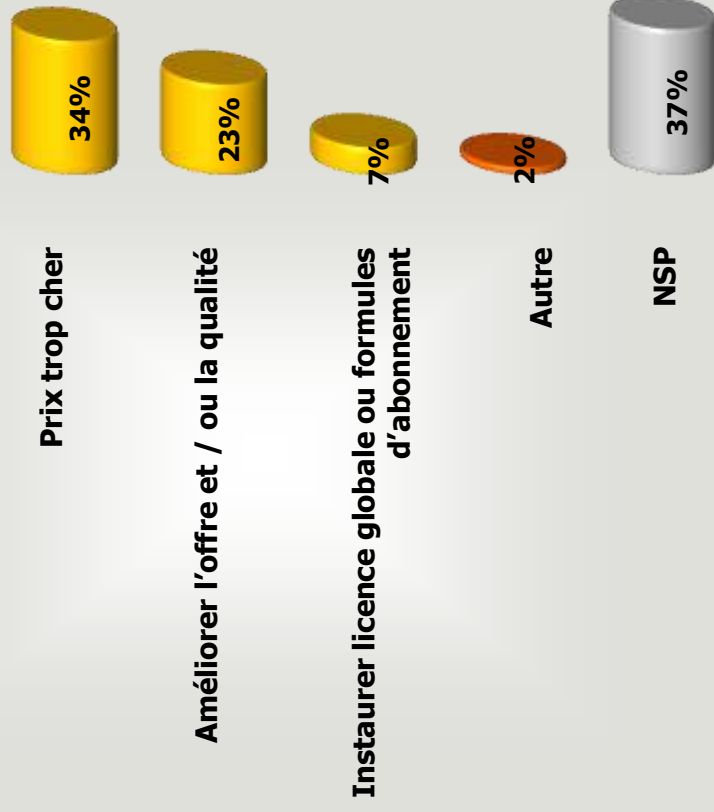 Prix trop cher
34%
Améliorer l'offre et / ou la qualité
23%
Instaurer licence globale ou formules
d'abonnement
7%
Autre
2%
NSP
37%